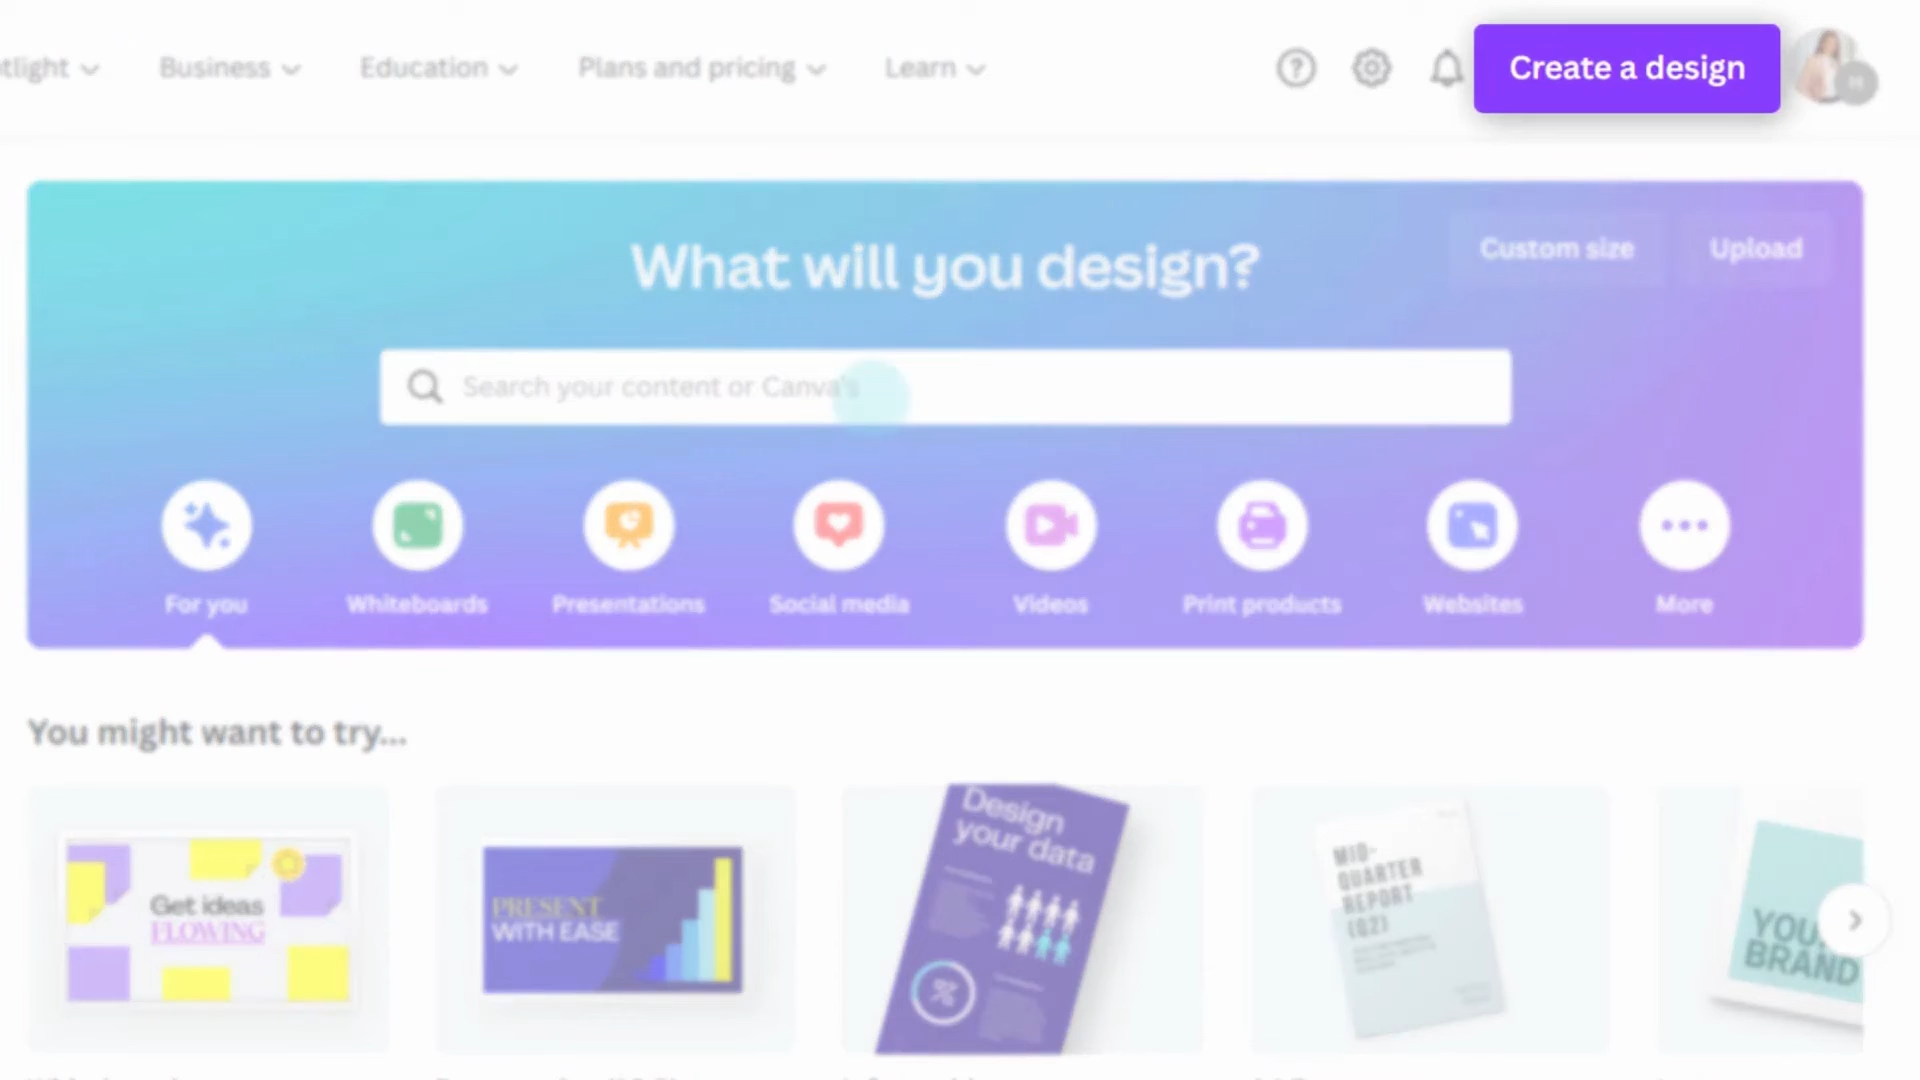 Business
Education
Plans and pricing
Learn
Create a design
What will you design?
Custom size
Upload
Search your content or Canva's
For you
Whiteboards
Presentations
Social media
Videos
Print products
Websites
More
You might want to try...
Get ideas
FLOWING
PRESENT
WITH EASE
Design
your data
%
MID-
QUARTER
REPORT
(Q2)
BRAND